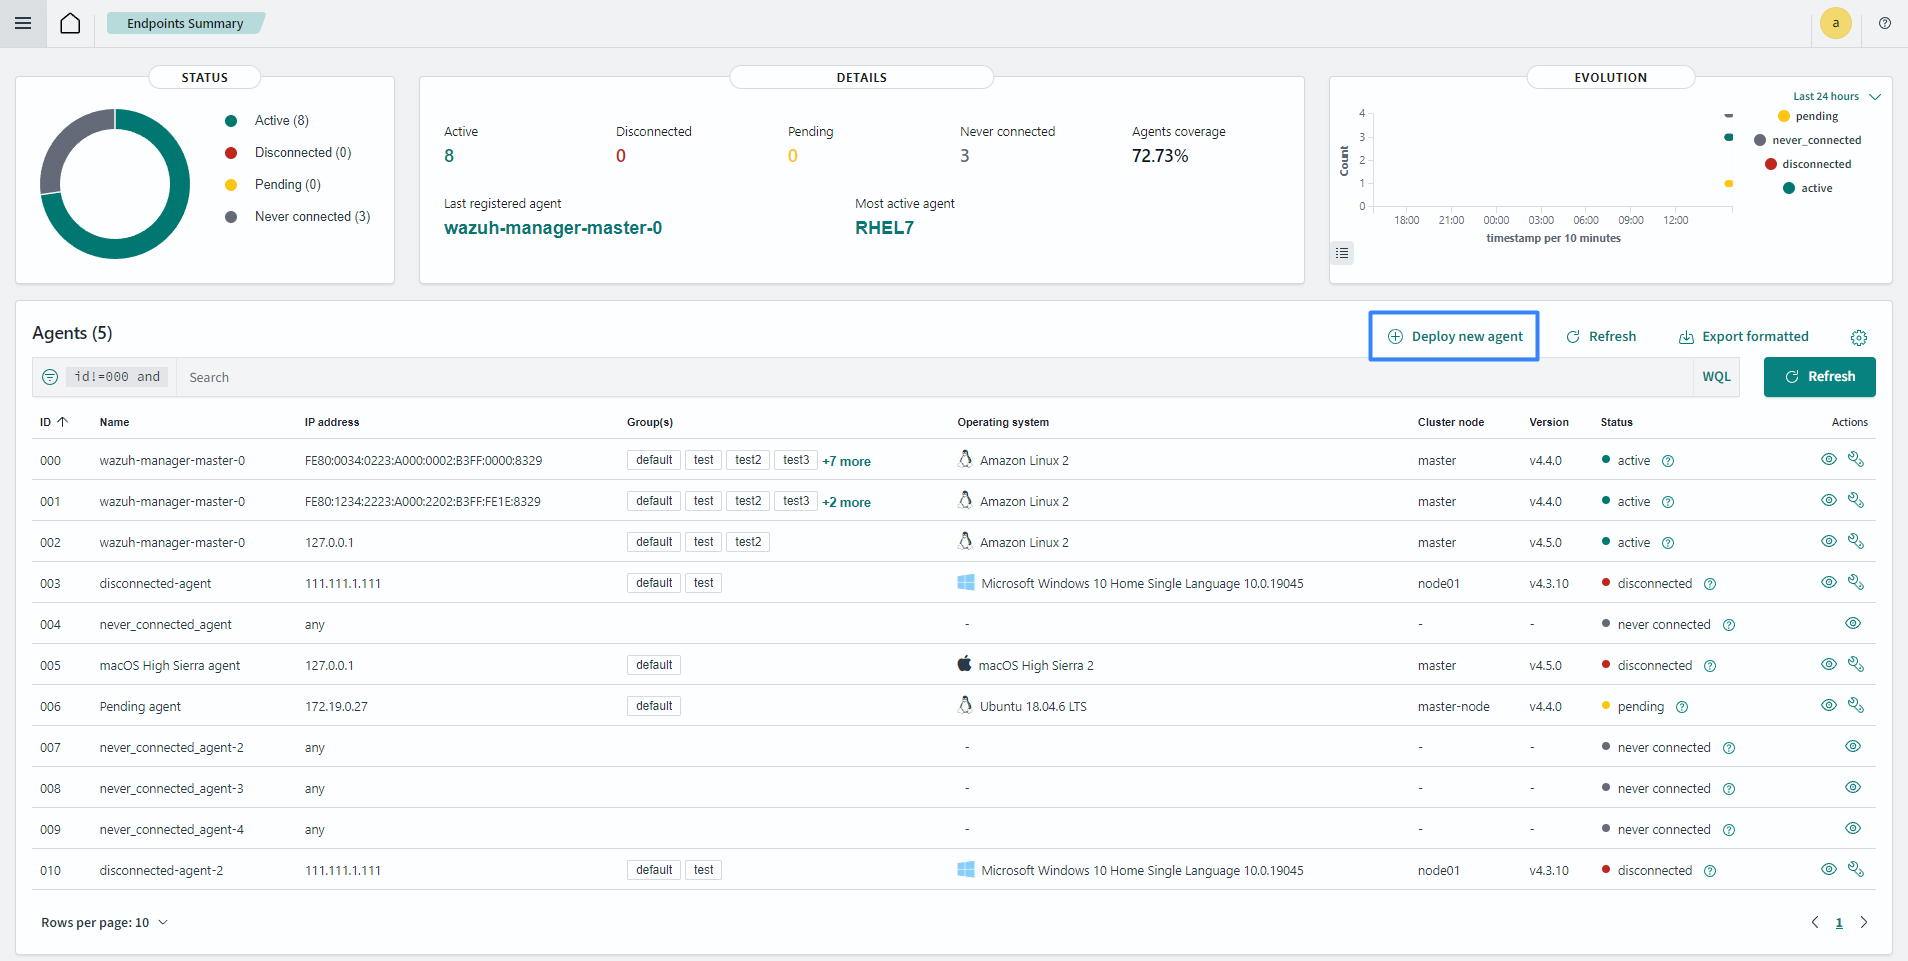 Endpoints Summary
a
STATUS
Active (8)
Disconnected (0)
Pending (0)
Never connected (3)
DETAILS
Active
8
Disconnected
0
Pending
0
Never connected
3
Agents coverage
72.73%
Last registered agent
wazuh-manager-master-0
Most active agent
RHEL7
EVOLUTION
Last 24 hours
pending
never_connected
disconnected
active
Count
4
3
2
1
0
18:00 21:00 00:00 03:00 06:00 09:00 12:00
timestamp per 10 minutes
Agents (5)
Deploy new agent
Refresh
Export formatted
id!=000 and
Search
WQL
Refresh
ID Name IP address Group(s) Operating system Cluster node Version Status Actions
000 wazuh-manager-master-0 FE80:0034:0223:A000:0002:B3FF:0000:8329 default test test2 test3 +7 more Amazon Linux 2 master v4.4.0 active
001 wazuh-manager-master-0 FE80:1234:2223:A000:2202:B3FF:FE1E:8329 default test test2 test3 +2 more Amazon Linux 2 master v4.4.0 active
002 wazuh-manager-master-0 127.0.0.1 default test test2 Amazon Linux 2 master v4.5.0 active
003 disconnected-agent 111.111.1.111 default test Microsoft Windows 10 Home Single Language 10.0.19045 node01 v4.3.10 disconnected
004 never_connected_agent any - - - never connected
005 macOS High Sierra agent 127.0.0.1 default macOS High Sierra 2 master v4.5.0 disconnected
006 Pending agent 172.19.0.27 default Ubuntu 18.04.6 LTS master-node v4.4.0 pending
007 never_connected_agent-2 any - - - never connected
008 never_connected_agent-3 any - - - never connected
009 never_connected_agent-4 any - - - never connected
010 disconnected-agent-2 111.111.1.111 default test Microsoft Windows 10 Home Single Language 10.0.19045 node01 v4.3.10 disconnected
Rows per page: 10
1